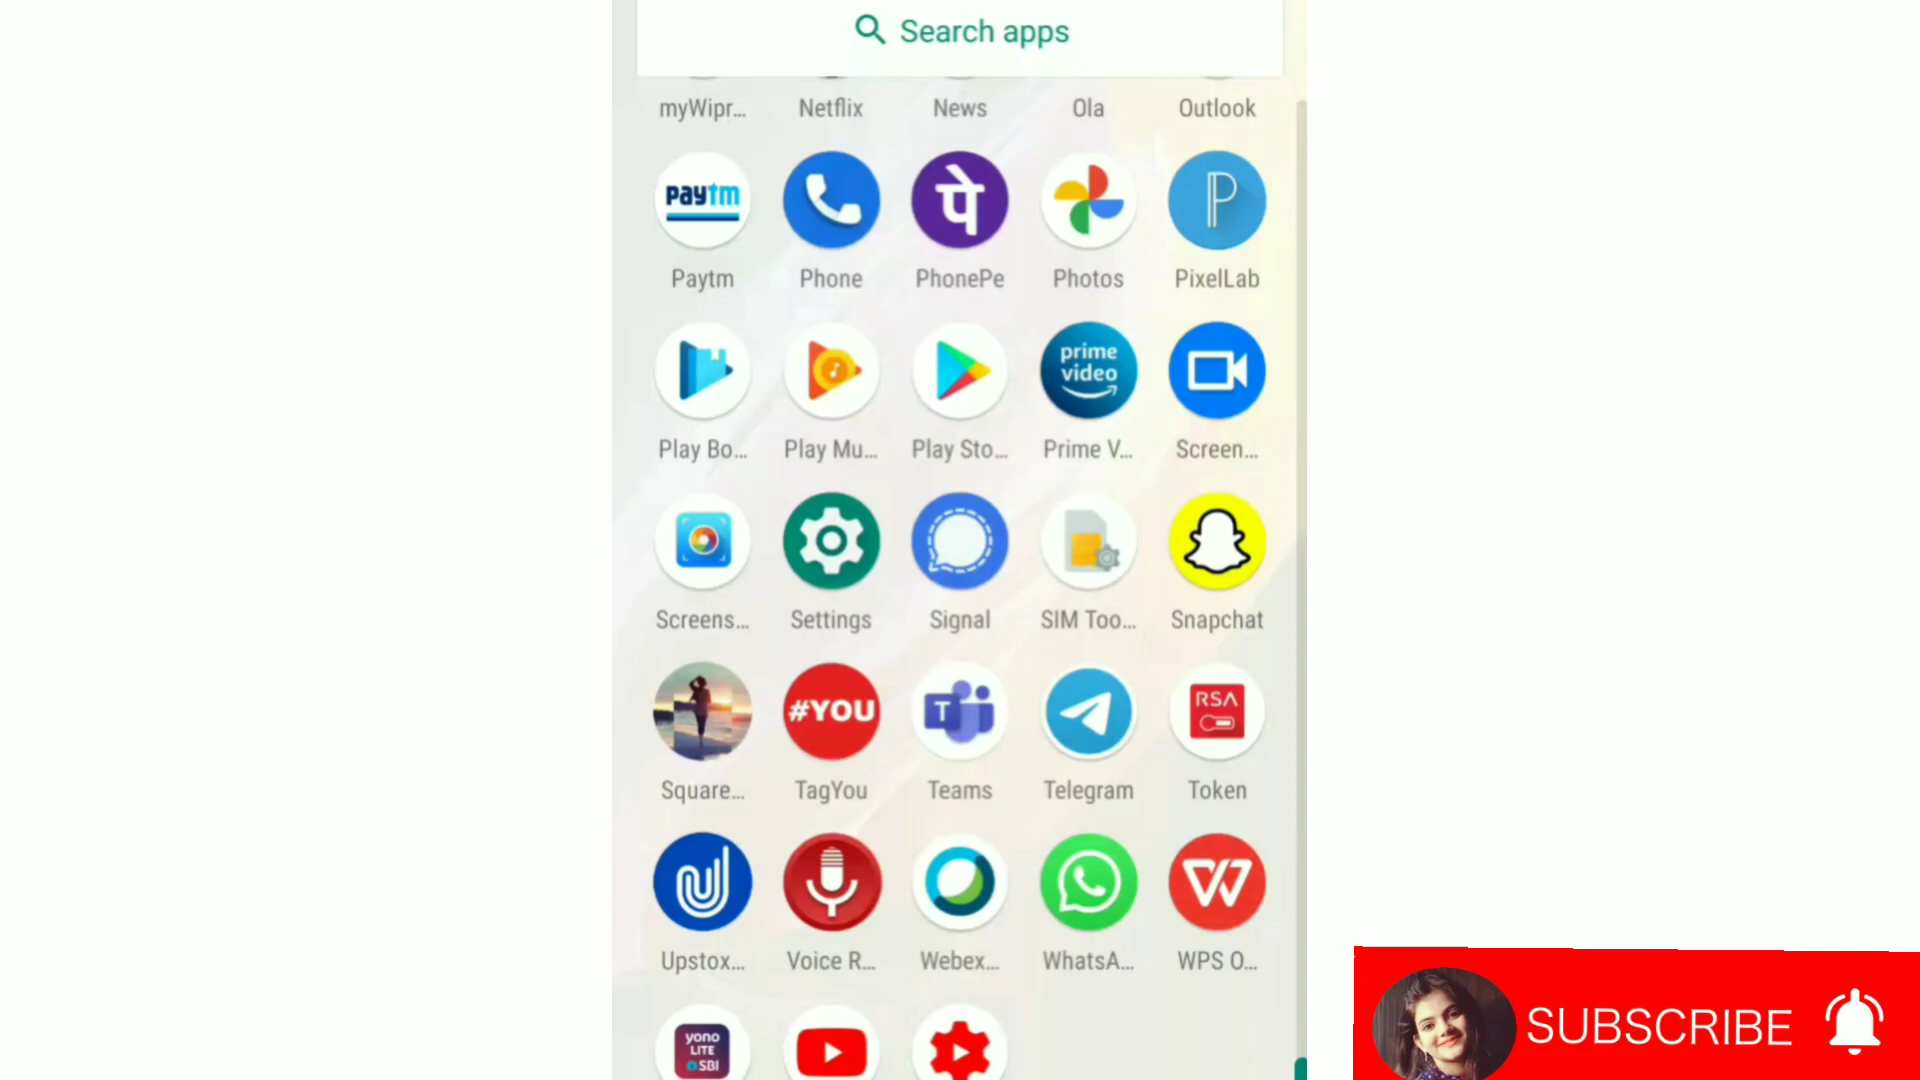 Search apps
myWipr... Netflix News Ola Outlook
paytm पे P
Paytm Phone PhonePe Photos PixelLab
prime
video
Play Bo... Play Mu... Play Sto... Prime V... Screen...
Screens... Settings Signal SIM Too... Snapchat
#YOU T RSA
Square... TagYou Teams Telegram Token
Upstox... Voice R... Webex... WhatsA... WPS O...
yono
LITE
SBI
SUBSCRIBE